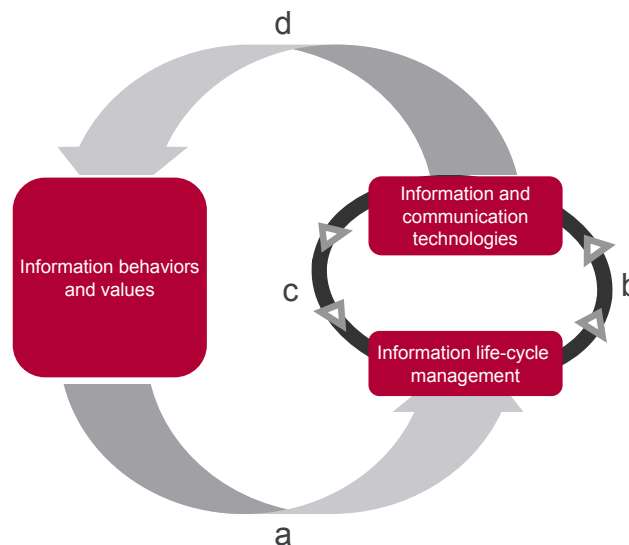 d
Information and
communication
technologies
Information behaviors
and values
c
b
Information life-cycle
management
a